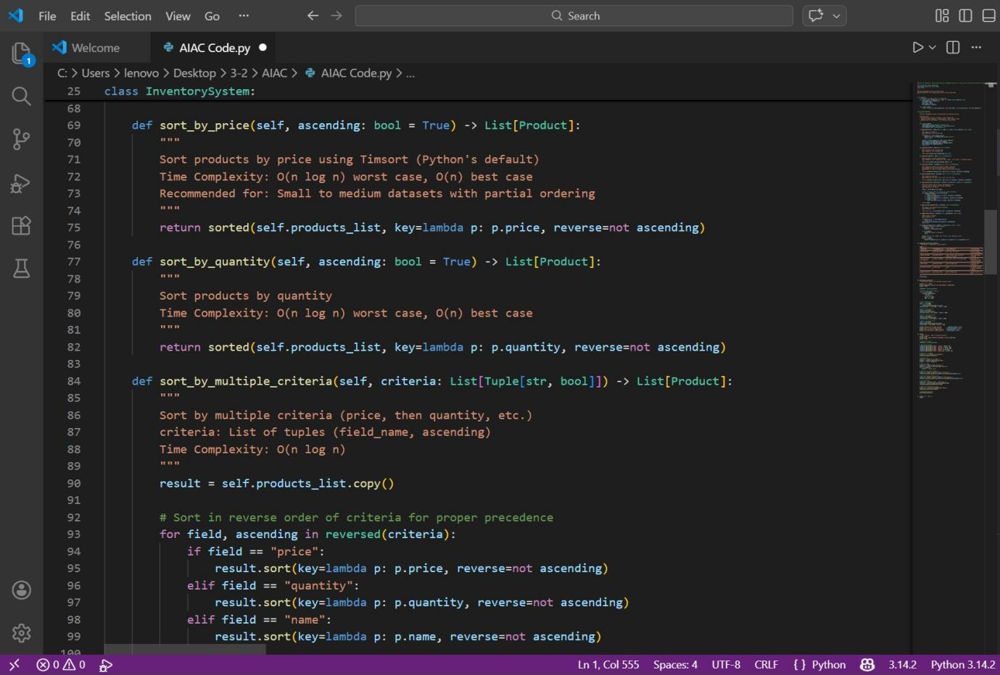 File Edit Selection View Go ··· Search
1 Welcome AIAC Code.py
C: > Users > lenovo > Desktop > 3-2 > AIAC > AIAC Code.py > ...
25 class InventorySystem:
68
69 def sort_by_price(self, ascending: bool = True) -> List[Product]:
70 """
71 Sort products by price using Timsort (Python's default)
72 Time Complexity: O(n log n) worst case, O(n) best case
73 Recommended for: Small to medium datasets with partial ordering
74 """
75 return sorted(self.products_list, key=lambda p: p.price, reverse=not ascending)
76
77 def sort_by_quantity(self, ascending: bool = True) -> List[Product]:
78 """
79 Sort products by quantity
80 Time Complexity: O(n log n) worst case, O(n) best case
81 """
82 return sorted(self.products_list, key=lambda p: p.quantity, reverse=not ascending)
83
84 def sort_by_multiple_criteria(self, criteria: List[Tuple[str, bool]]) -> List[Product]:
85 """
86 Sort by multiple criteria (price, then quantity, etc.)
87 criteria: List of tuples (field_name, ascending)
88 Time Complexity: O(n log n)
89 """
90 result = self.products_list.copy()
91
92 # Sort in reverse order of criteria for proper precedence
93 for field, ascending in reversed(criteria):
94 if field == "price":
95 result.sort(key=lambda p: p.price, reverse=not ascending)
96 elif field == "quantity":
97 result.sort(key=lambda p: p.quantity, reverse=not ascending)
98 elif field == "name":
99 result.sort(key=lambda p: p.name, reverse=not ascending)
100
0 0 Ln 1, Col 555 Spaces: 4 UTF-8 CRLF { } Python 3.14.2 Python 3.14.2